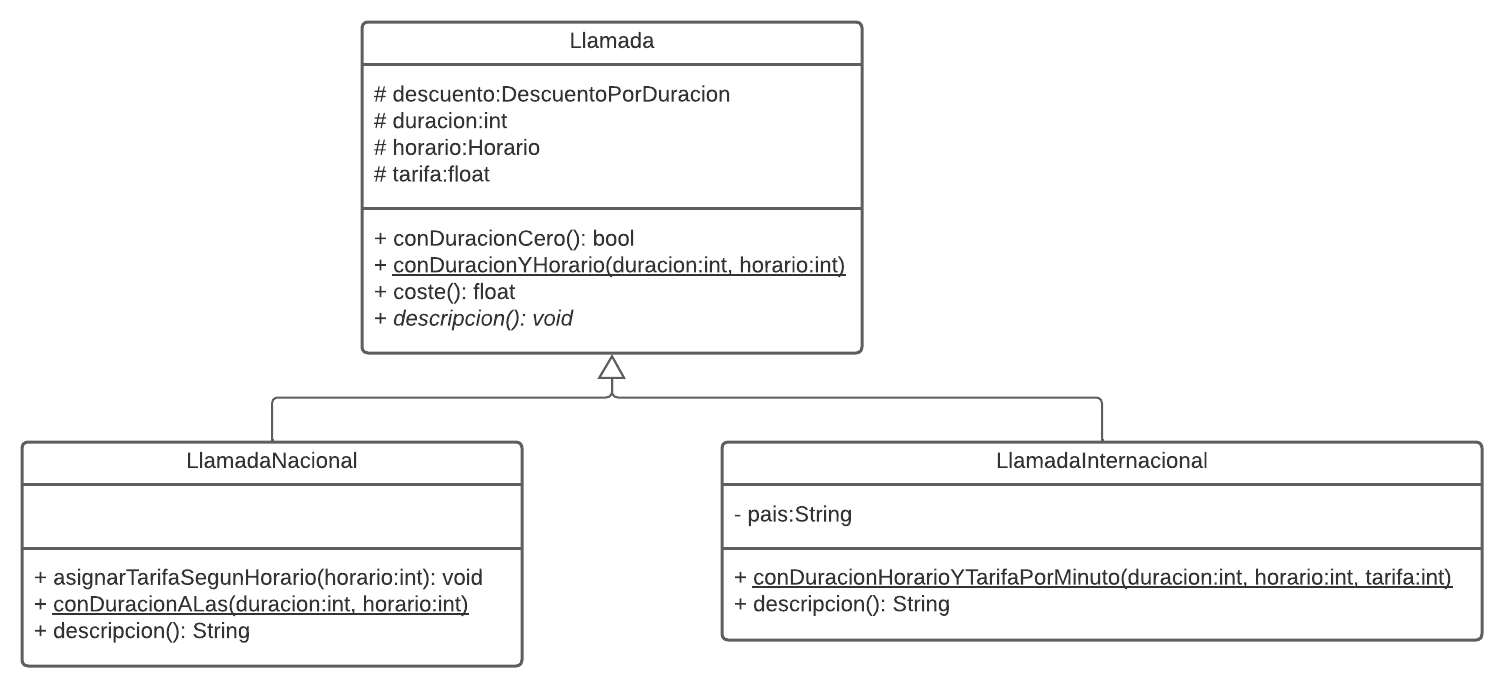 Llamada
# descuento:DescuentoPorDuracion
# duracion:int
# horario:Horario
# tarifa:float
+ conDuracionCero(): bool
+ conDuracionYHorario(duracion:int, horario:int)
+ coste(): float
+ descripcion(): void
LlamadaNacional
+ asignarTarifaSegunHorario(horario:int): void
+ conDuracionALas(duracion:int, horario:int)
+ descripcion(): String
LlamadaInternacional
- pais:String
+ conDuracionHorarioYTarifaPorMinuto(duracion:int, horario:int, tarifa:int)
+ descripcion(): String